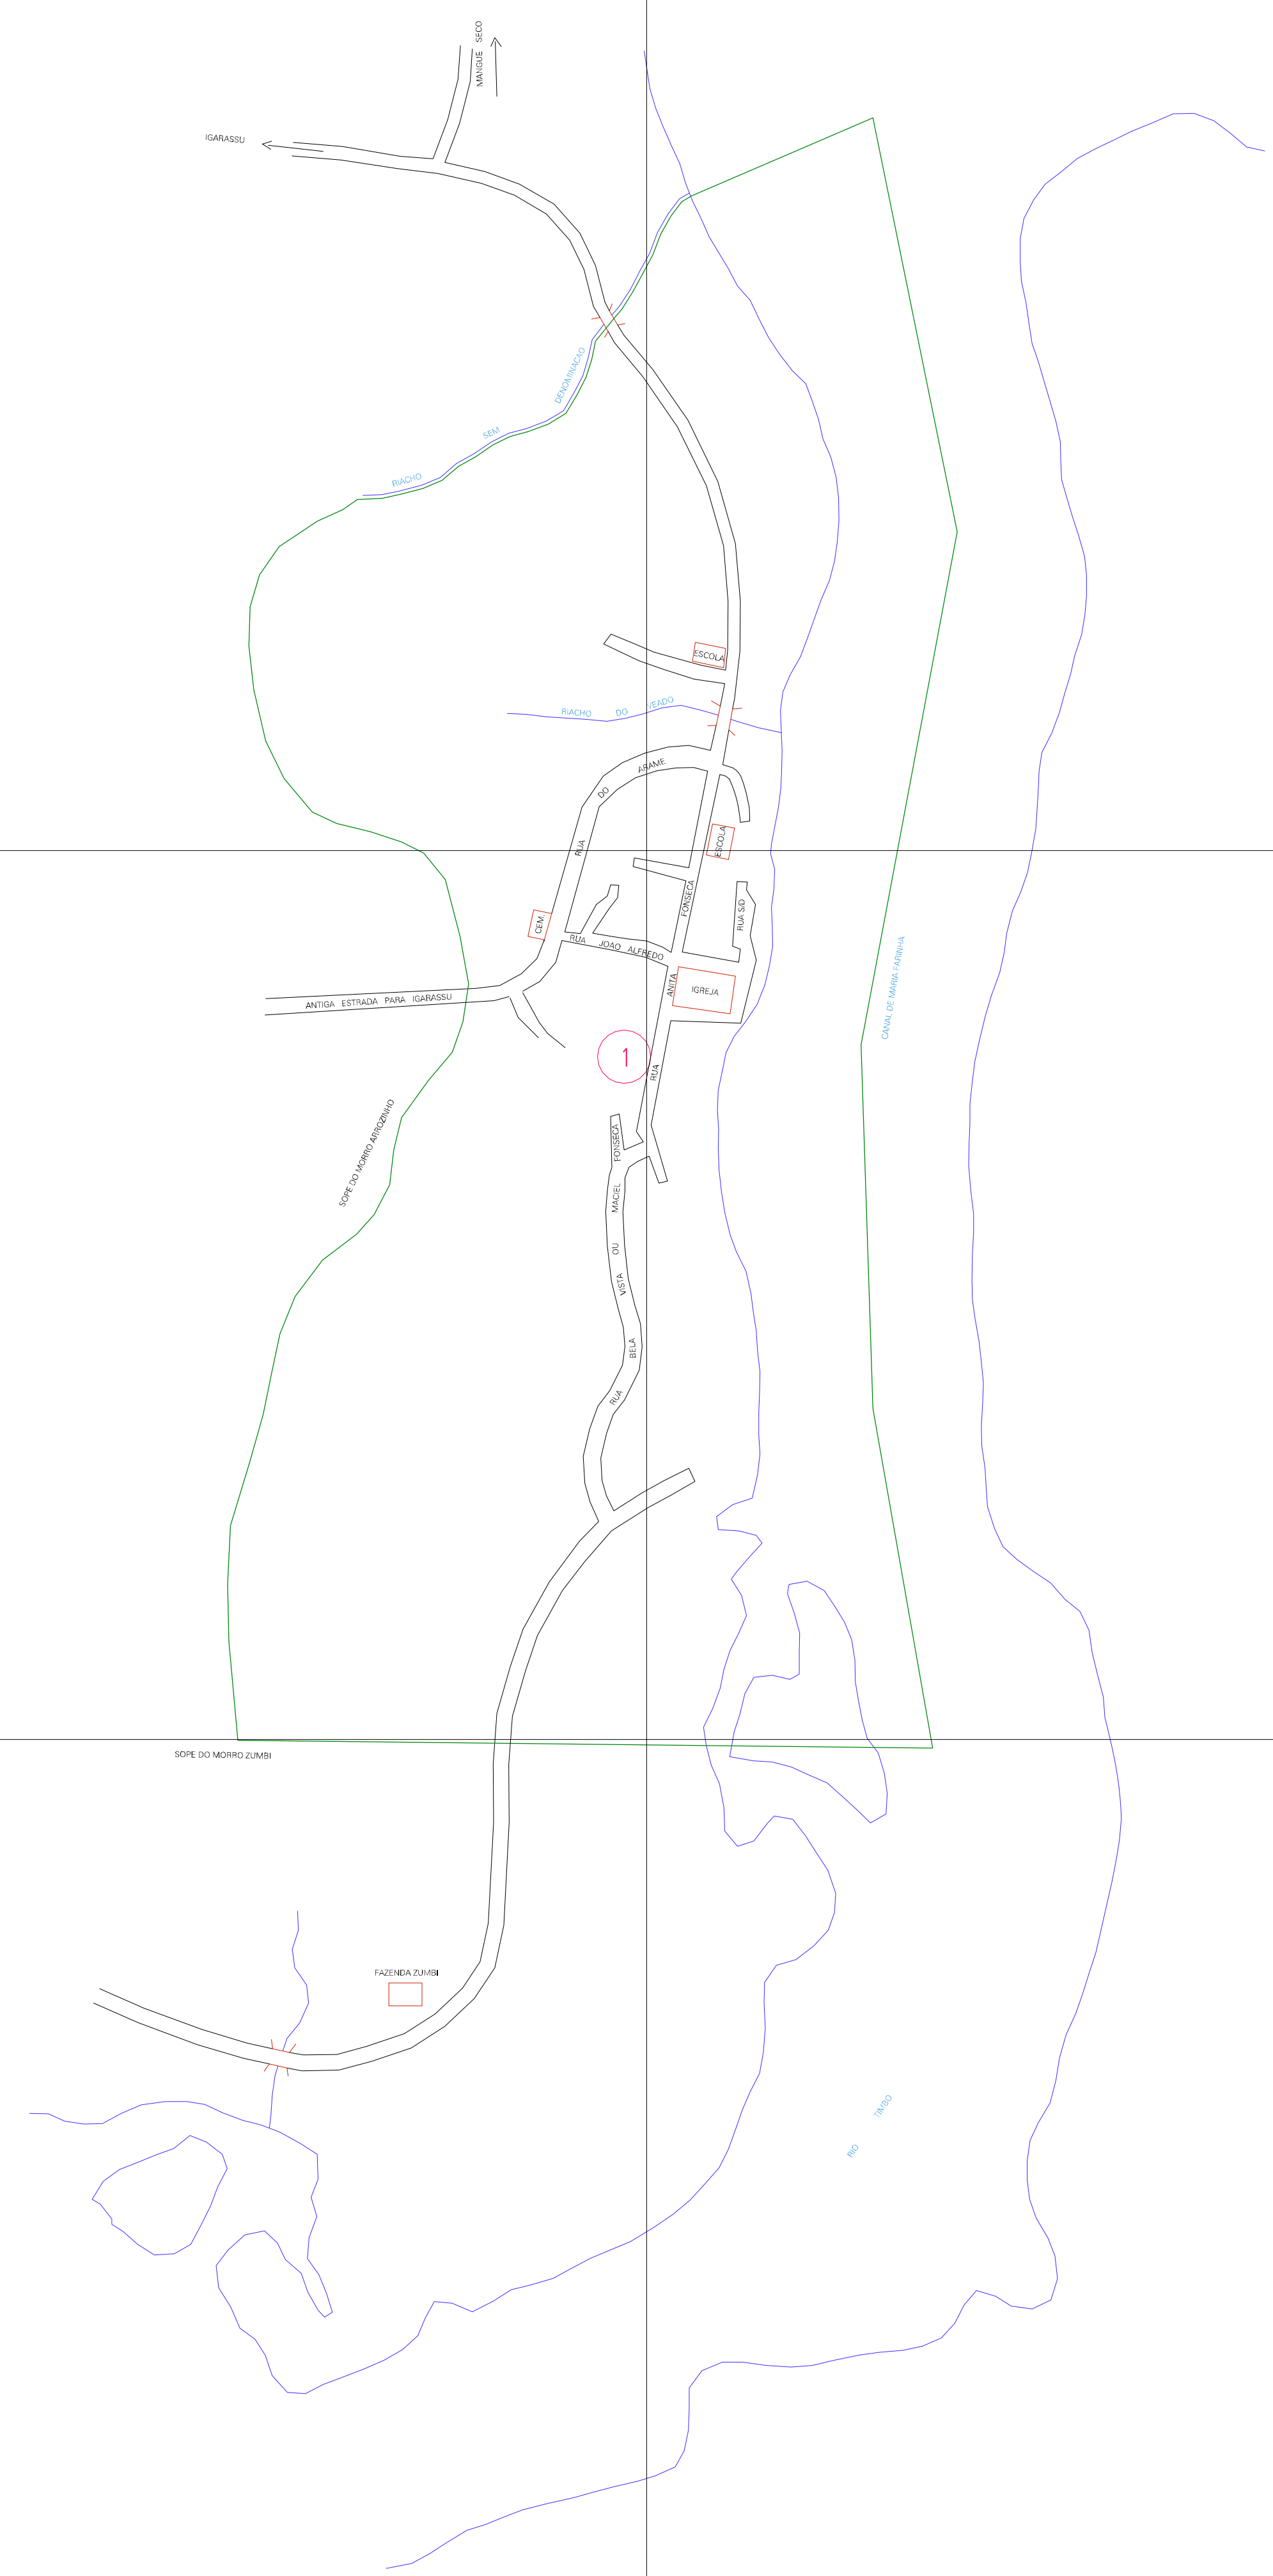 MANGUE SECO
IGARASSU
RIACHO SEM DENOMINACAO
ESCOLA
RIACHO DO VEADO
RUA DO ARAME
ESCOLA
CEM.
RUA S/D
RUA JOAO ALFREDO
RUA ANITA FONSECA
IGREJA
ANTIGA ESTRADA PARA IGARASSU
CANAL DE MARIA FARINHA
1
SOPE DO MORRO ARROZINHO
RUA BELA VISTA OU MACIEL FONSECA
SOPE DO MORRO ZUMBI
FAZENDA ZUMBI
RIO TIMBO